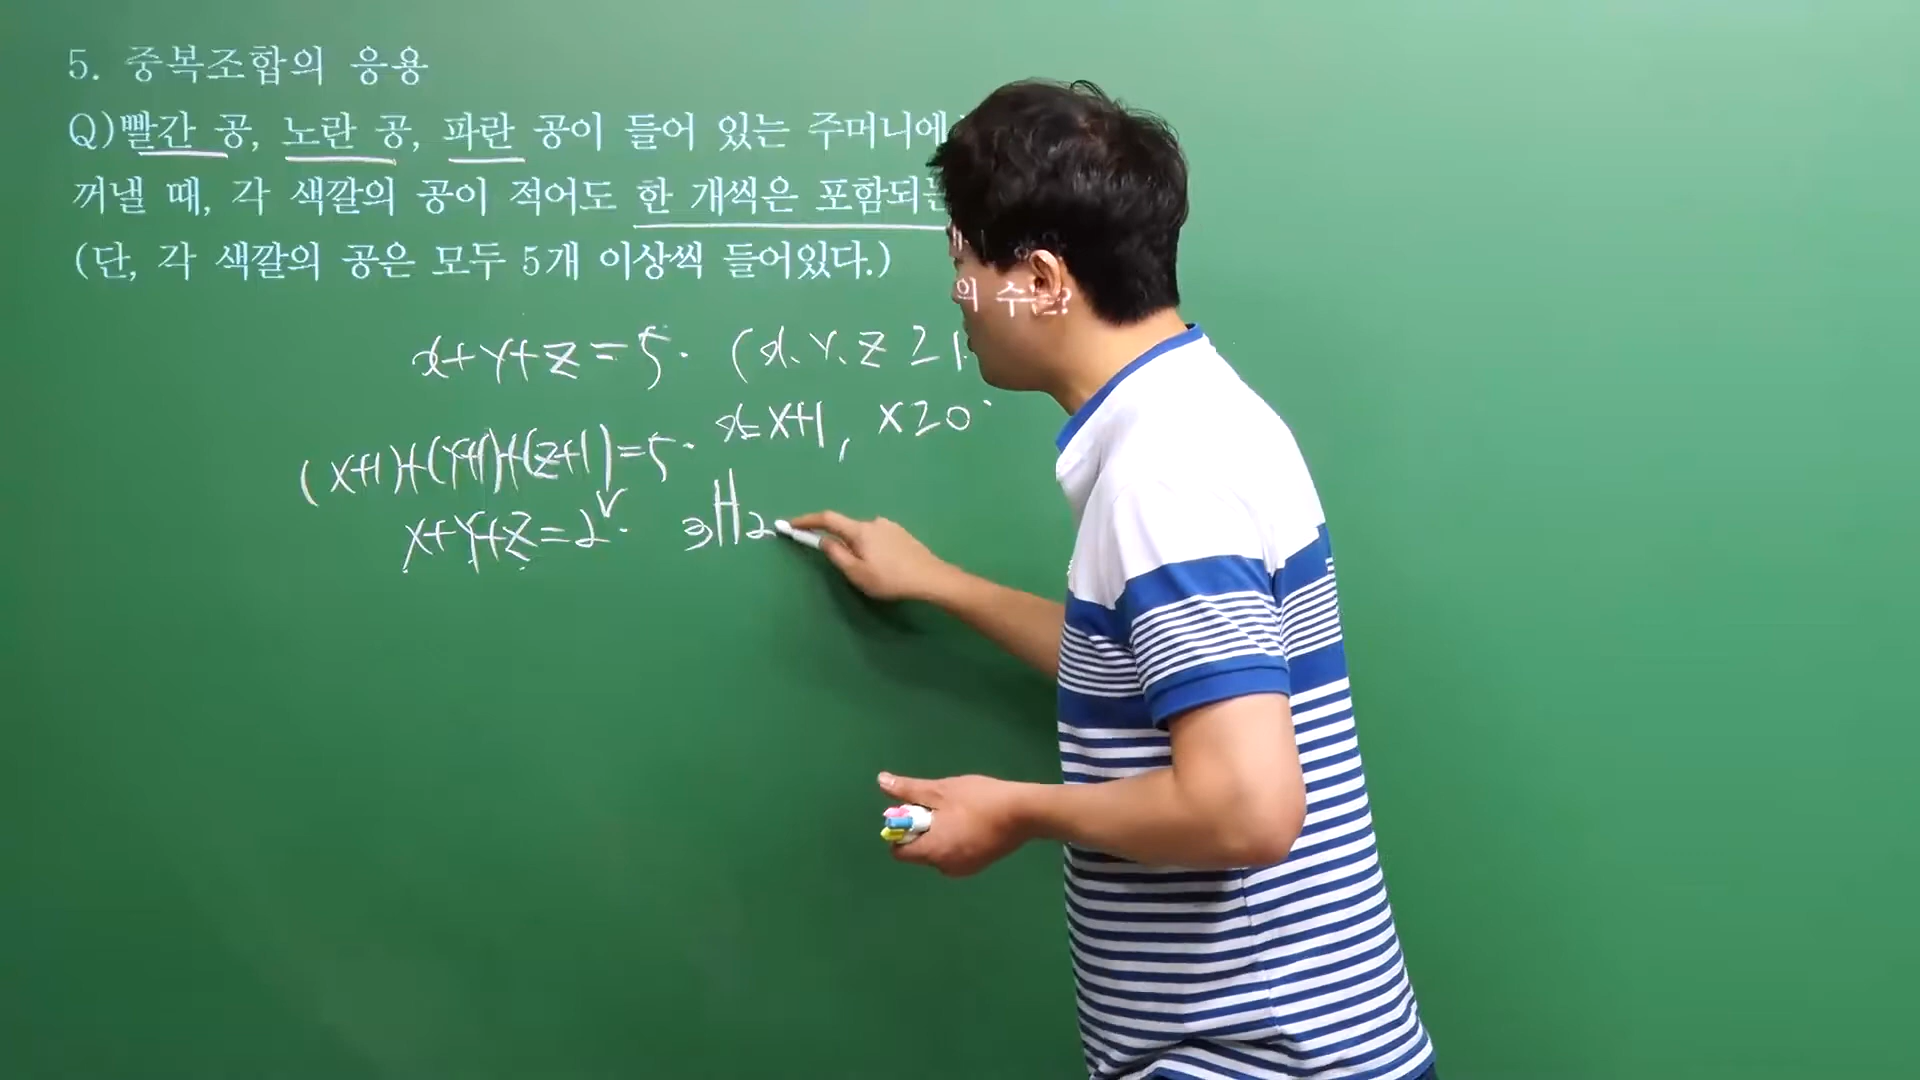 5. 중복조합의 응용
Q)빨간 공, 노란 공, 파란 공이 들어 있는 주머니에
꺼낼 때, 각 색깔의 공이 적어도 한 개씩은 포함되는
(단, 각 색깔의 공은 모두 5개 이상씩 들어있다.)
의 수는?
x+y+z=5. (x.y.z≥1
x=X+1, X≥0
(X+1)+(Y+1)+(Z+1)=5.
X+Y+Z=2. ₃H₂